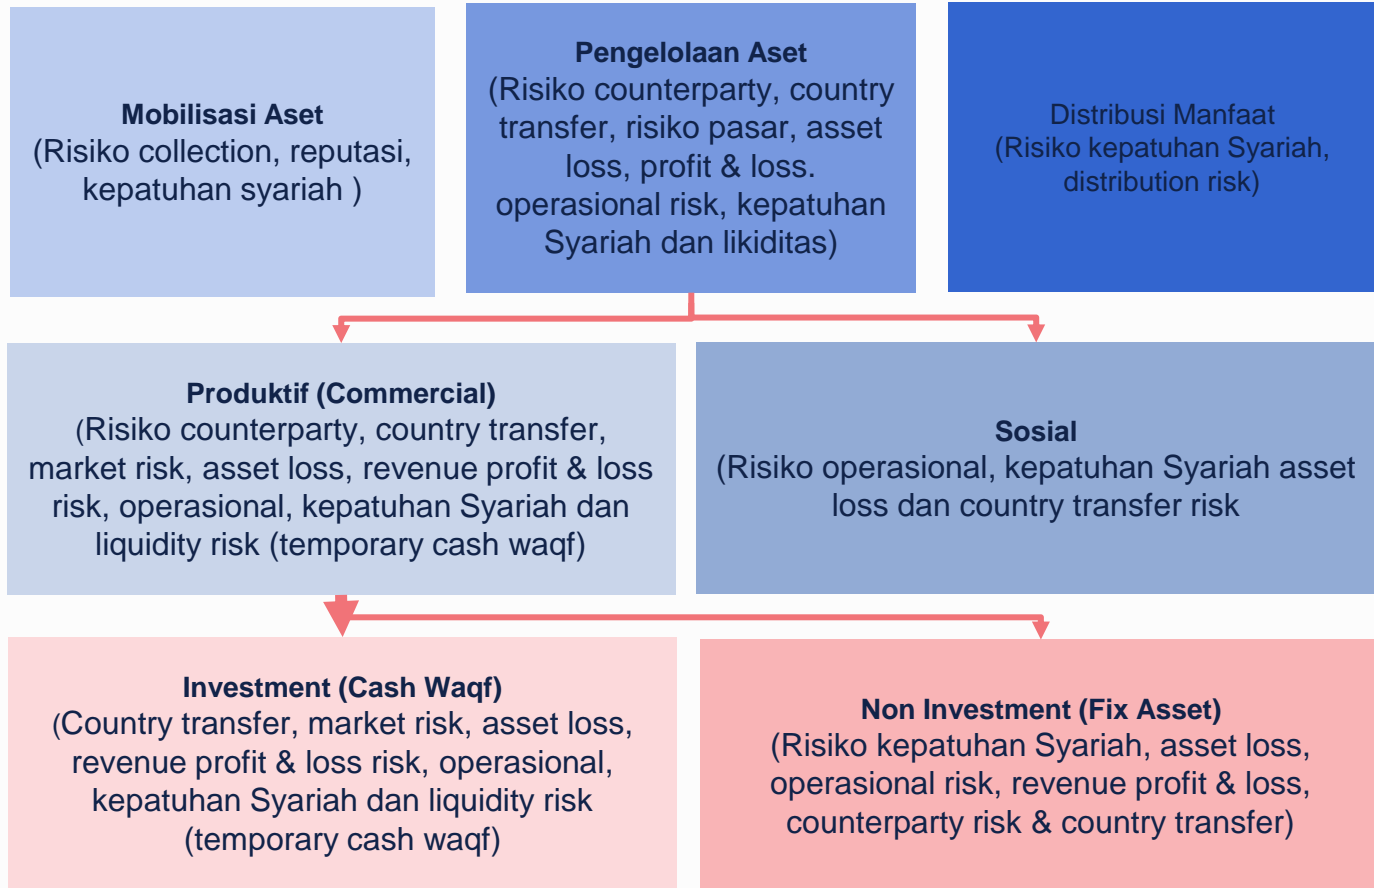 Mobilisasi Aset
(Risiko collection, reputasi,
kepatuhan syariah )
Pengelolaan Aset
(Risiko counterparty, country
transfer, risiko pasar, asset
loss, profit & loss.
operasional risk, kepatuhan
Syariah dan likiditas)
Distribusi Manfaat
(Risiko kepatuhan Syariah,
distribution risk)
Produktif (Commercial)
(Risiko counterparty, country transfer,
market risk, asset loss, revenue profit & loss
risk, operasional, kepatuhan Syariah dan
liquidity risk (temporary cash waqf)
Sosial
(Risiko operasional, kepatuhan Syariah asset
loss dan country transfer risk
Investment (Cash Waqf)
(Country transfer, market risk, asset loss,
revenue profit & loss risk, operasional,
kepatuhan Syariah dan liquidity risk
(temporary cash waqf)
Non Investment (Fix Asset)
(Risiko kepatuhan Syariah, asset loss,
operasional risk, revenue profit & loss,
counterparty risk & country transfer)